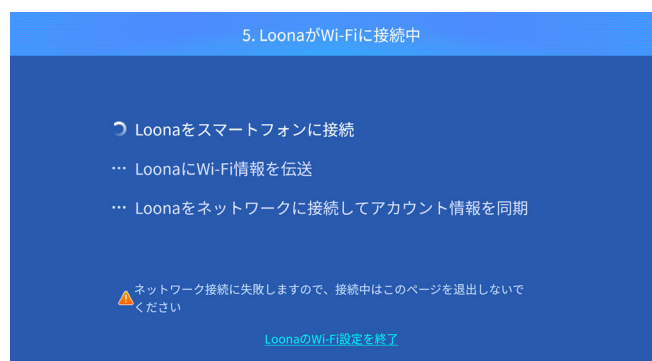 5. LoonaがWi-Fiに接続中
Loonaをスマートフォンに接続
… LoonaにWi-Fi情報を伝送
… Loonaをネットワークに接続してアカウント情報を同期
ネットワーク接続に失敗しますので、接続中はこのページを退出しないで
ください
LoonaのWi-Fi設定を終了